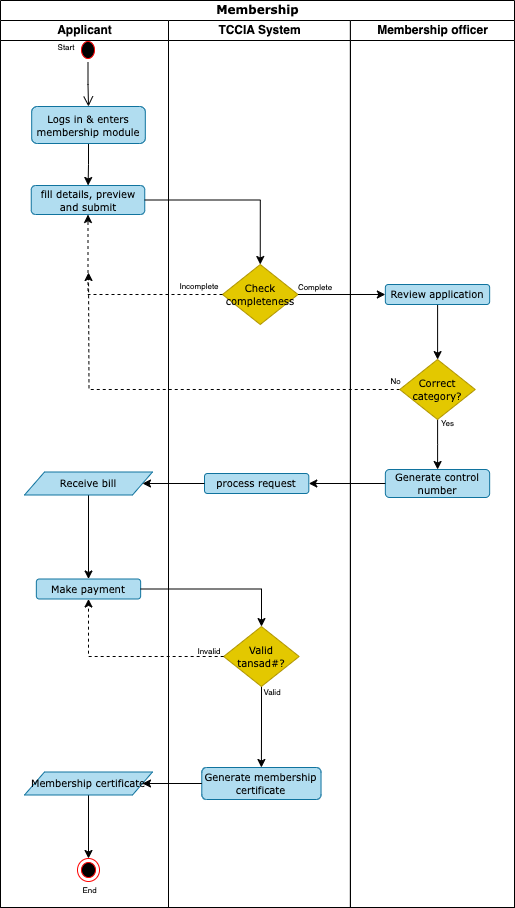 Membership
Applicant
TCCIA System
Membership officer
Start
Logs in & enters
membership module
fill details, preview
and submit
Incomplete
Check
completeness
Complete
Review application
No
Correct
category?
Yes
Receive bill
process request
Generate control
number
Make payment
Invalid
Valid
tansad#?
Valid
Membership certificate
Generate membership
certificate
End